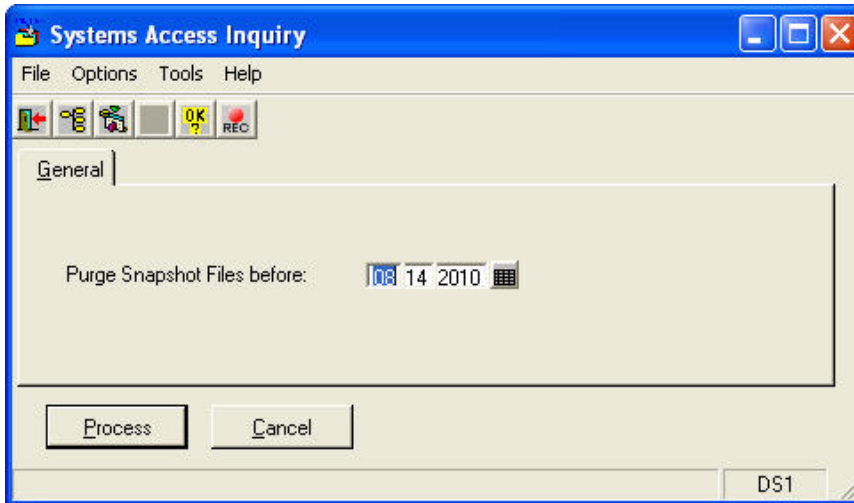 Systems Access Inquiry
File Options Tools Help
OK
?
REC
General
Purge Snapshot Files before: 08 14 2010
Process Cancel
DS1